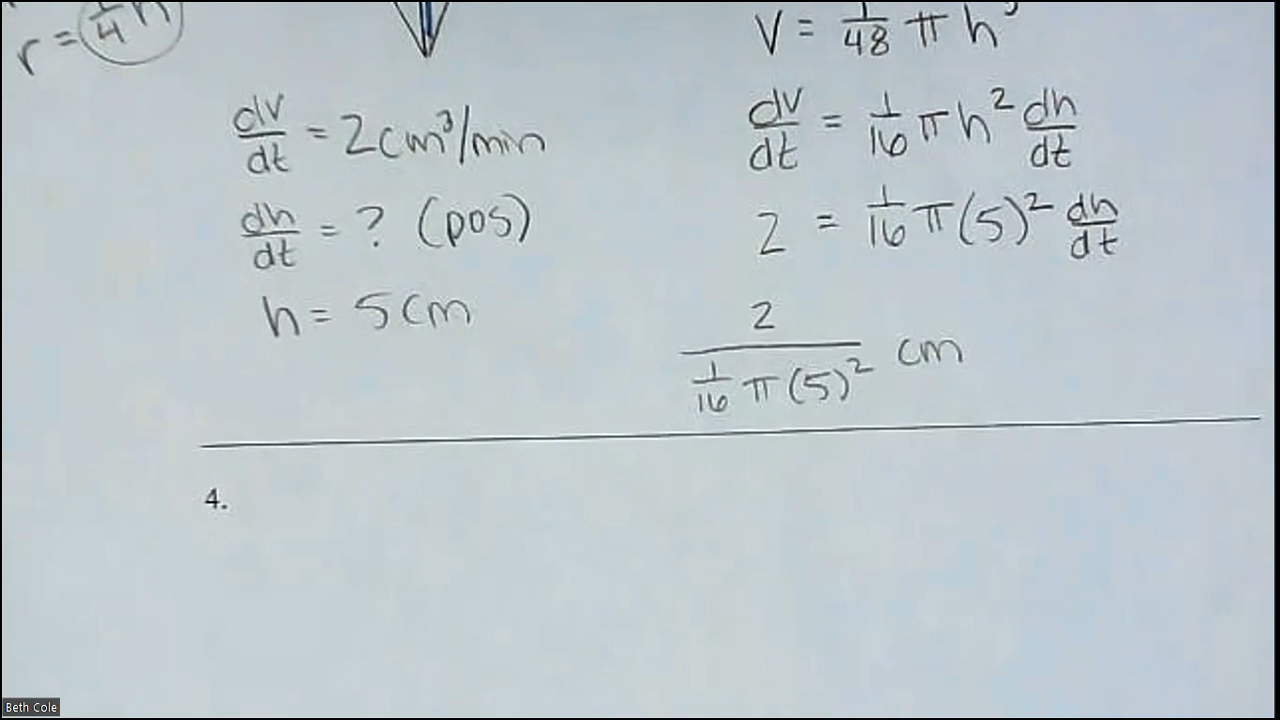 r = 1/4 h
V = 1/48 π h³
dV/dt = 2 cm³/min
dV/dt = 1/16 π h² dh/dt
dh/dt = ? (pos)
2 = 1/16 π (5)² dh/dt
h = 5 cm
2 / (1/16 π (5)²) cm
4.
Beth Cole